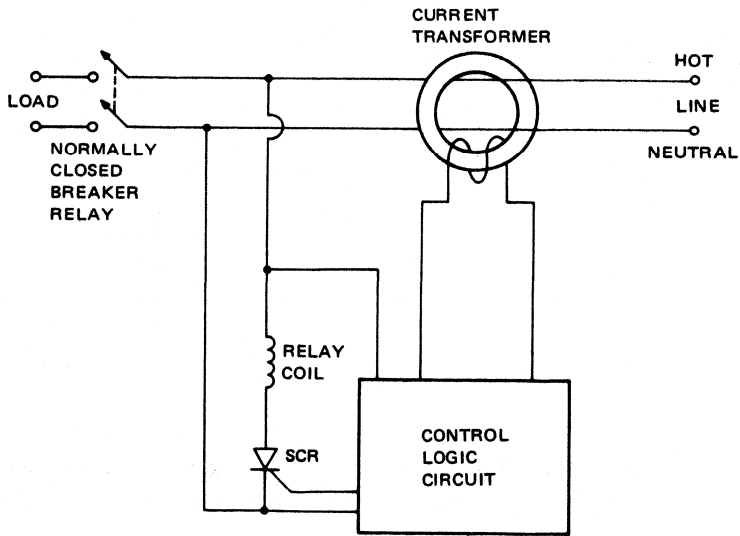 CURRENT
TRANSFORMER
HOT
LOAD
LINE
NORMALLY
CLOSED
BREAKER
RELAY
NEUTRAL
RELAY
COIL
SCR
CONTROL
LOGIC
CIRCUIT